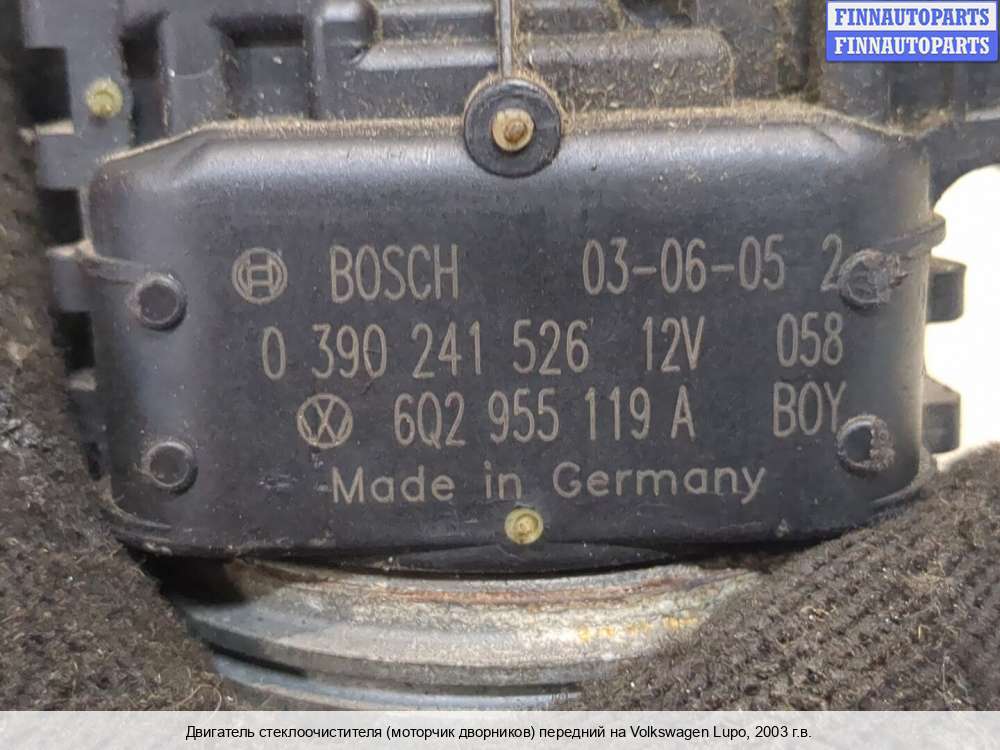 FINNAUTOPARTS
FINNAUTOPARTS
BOSCH 03-06-05 2
0 390 241 526 12V 058
6Q2 955 119 A BOY
Made in Germany
Двигатель стеклоочистителя (моторчик дворников) передний на Volkswagen Lupo, 2003 г.в.